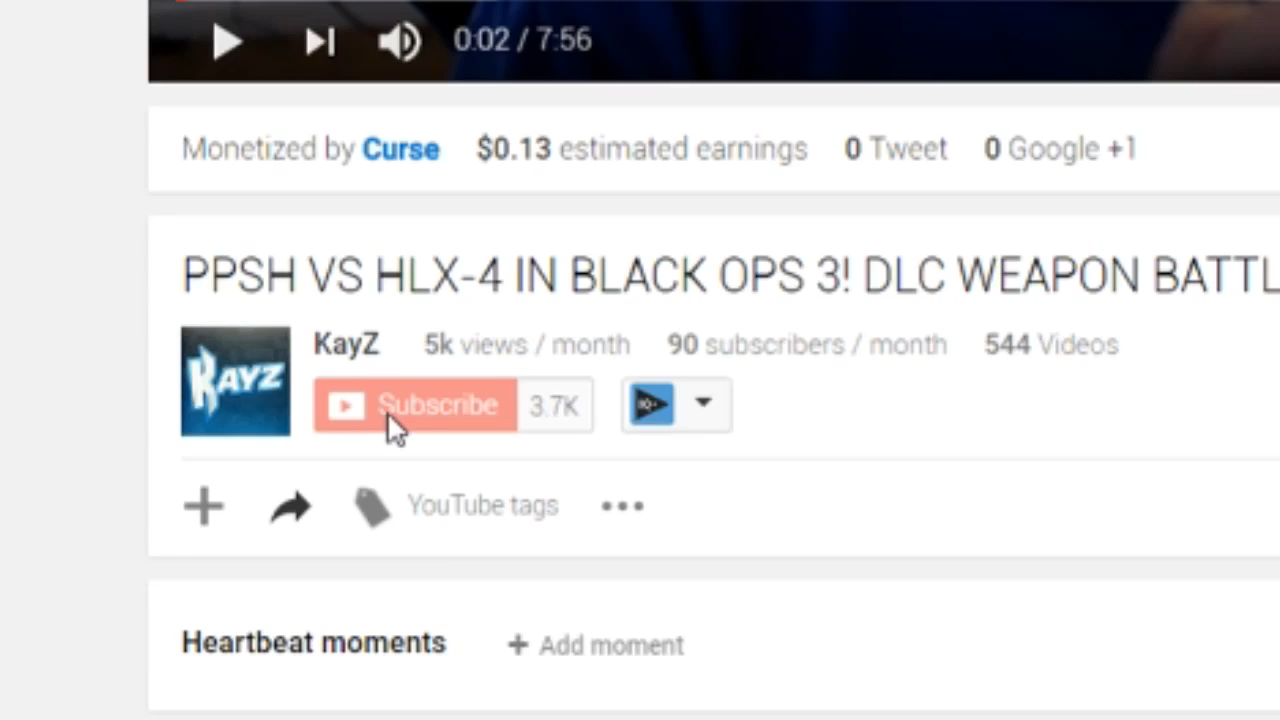 0:02 / 7:56
Monetized by Curse $0.13 estimated earnings 0 Tweet 0 Google +1
PPSH VS HLX-4 IN BLACK OPS 3! DLC WEAPON BATTL
KAYZ
KayZ 5k views / month 90 subscribers / month 544 Videos
Subscribe 3.7K
YouTube tags
Heartbeat moments + Add moment